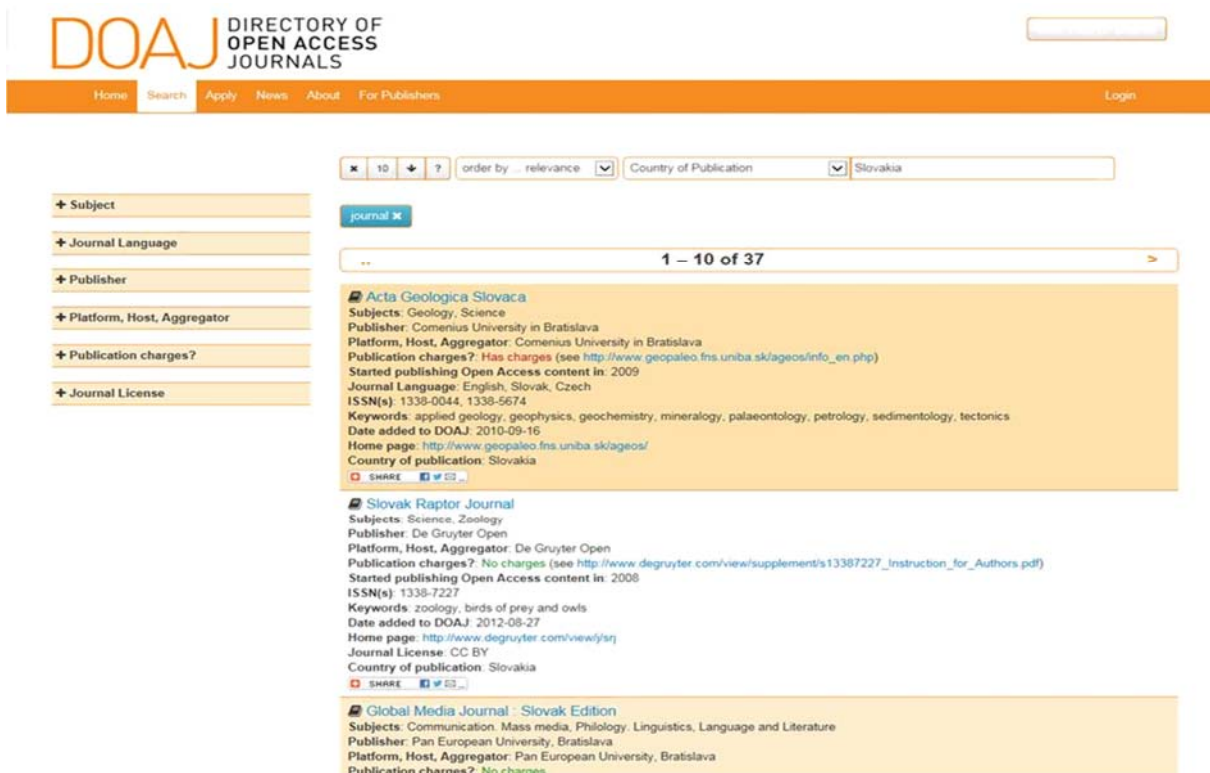 DOAJ DIRECTORY OF
OPEN ACCESS
JOURNALS
Home Search Apply News About For Publishers Login
10 ? order by .. relevance Country of Publication Slovakia
+ Subject
+ Journal Language
+ Publisher
+ Platform, Host, Aggregator
+ Publication charges?
+ Journal License
journal ×
.. 1 – 10 of 37 >
Acta Geologica Slovaca
Subjects: Geology, Science
Publisher: Comenius University in Bratislava
Platform, Host, Aggregator: Comenius University in Bratislava
Publication charges?: Has charges (see http://www.geopaleo.fns.uniba.sk/ageos/info_en.php)
Started publishing Open Access content in: 2009
Journal Language: English, Slovak, Czech
ISSN(s): 1338-0044, 1338-5674
Keywords: applied geology, geophysics, geochemistry, mineralogy, palaeontology, petrology, sedimentology, tectonics
Date added to DOAJ: 2010-09-16
Home page: http://www.geopaleo.fns.uniba.sk/ageos/
Country of publication: Slovakia
SHARE
Slovak Raptor Journal
Subjects: Science, Zoology
Publisher: De Gruyter Open
Platform, Host, Aggregator: De Gruyter Open
Publication charges?: No charges (see http://www.degruyter.com/view/supplement/s13387227_Instruction_for_Authors.pdf)
Started publishing Open Access content in: 2008
ISSN(s): 1338-7227
Keywords: zoology, birds of prey and owls
Date added to DOAJ: 2012-08-27
Home page: http://www.degruyter.com/view/j/srj
Journal License: CC BY
Country of publication: Slovakia
SHARE
Global Media Journal : Slovak Edition
Subjects: Communication. Mass media, Philology. Linguistics, Language and Literature
Publisher: Pan European University, Bratislava
Platform, Host, Aggregator: Pan European University, Bratislava
Publication charges?: No charges